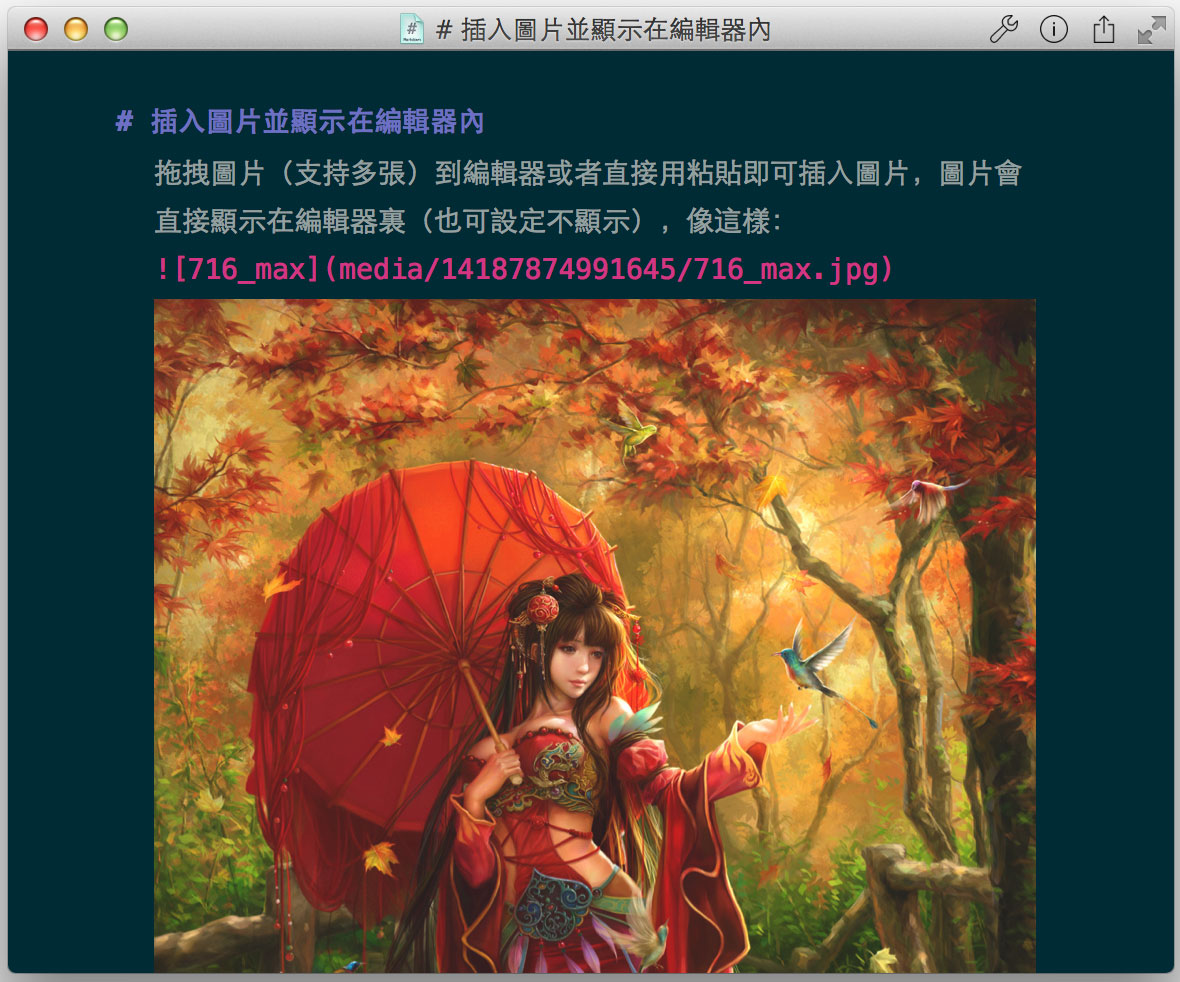 # 插入圖片並顯示在編輯器內
# 插入圖片並顯示在編輯器內
拖拽圖片（支持多張）到編輯器或者直接用粘貼即可插入圖片，圖片會
直接顯示在編輯器裏（也可設定不顯示），像這樣：
![716_max](media/14187874991645/716_max.jpg)